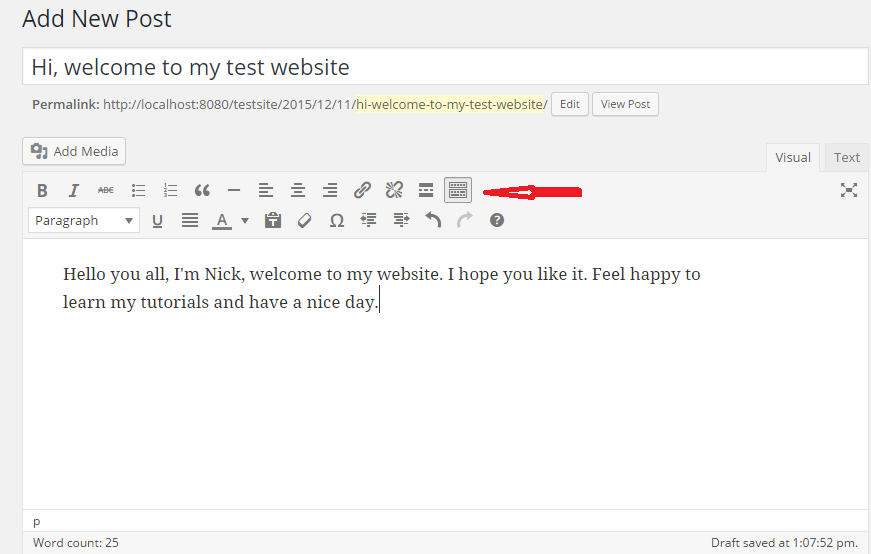 Add New Post
Hi, welcome to my test website
Permalink: http://localhost:8080/testsite/2015/12/11/hi-welcome-to-my-test-website/ Edit View Post
Add Media
Visual Text
B I ABC
Paragraph U A Ω ?
Hello you all, I'm Nick, welcome to my website. I hope you like it. Feel happy to
learn my tutorials and have a nice day.
p
Word count: 25 Draft saved at 1:07:52 pm.